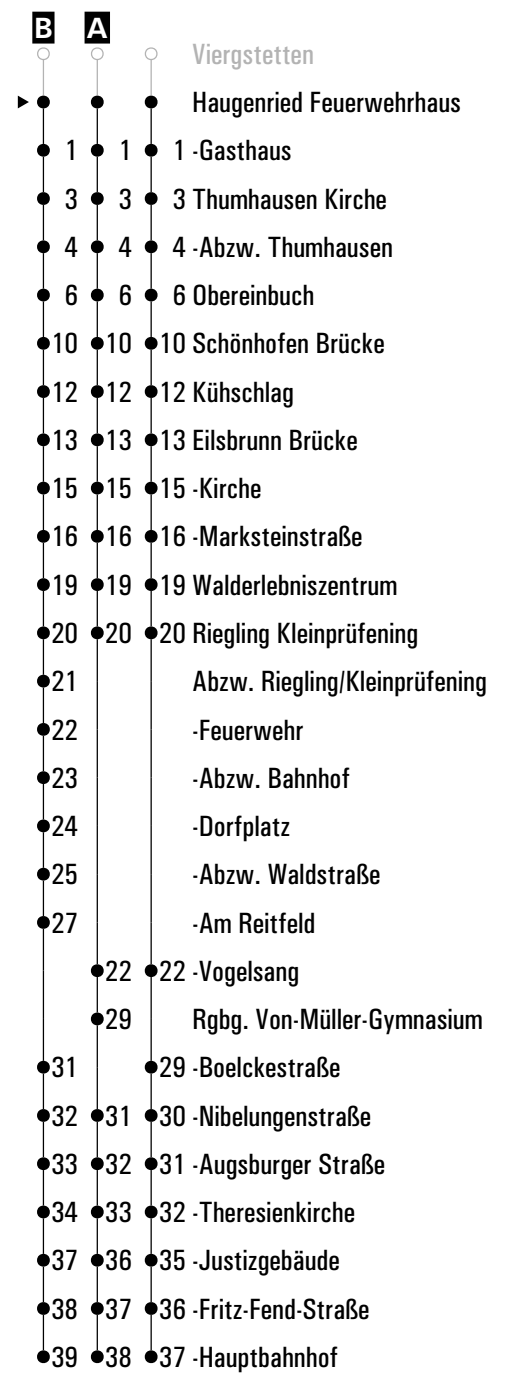 B A
Viergstetten
Haugenried Feuerwehrhaus
1 1 1 -Gasthaus
3 3 3 Thumhausen Kirche
4 4 4 -Abzw. Thumhausen
6 6 6 Obereinbuch
10 10 10 Schönhofen Brücke
12 12 12 Kühschlag
13 13 13 Eilsbrunn Brücke
15 15 15 -Kirche
16 16 16 -Marksteinstraße
19 19 19 Walderlebniszentrum
20 20 20 Riegling Kleinprüfening
21 Abzw. Riegling/Kleinprüfening
22 -Feuerwehr
23 -Abzw. Bahnhof
24 -Dorfplatz
25 -Abzw. Waldstraße
27 -Am Reitfeld
22 22 -Vogelsang
29 Rgbg. Von-Müller-Gymnasium
31 29 -Boelckestraße
32 31 30 -Nibelungenstraße
33 32 31 -Augsburger Straße
34 33 32 -Theresienkirche
37 36 35 -Justizgebäude
38 37 36 -Fritz-Fend-Straße
39 38 37 -Hauptbahnhof